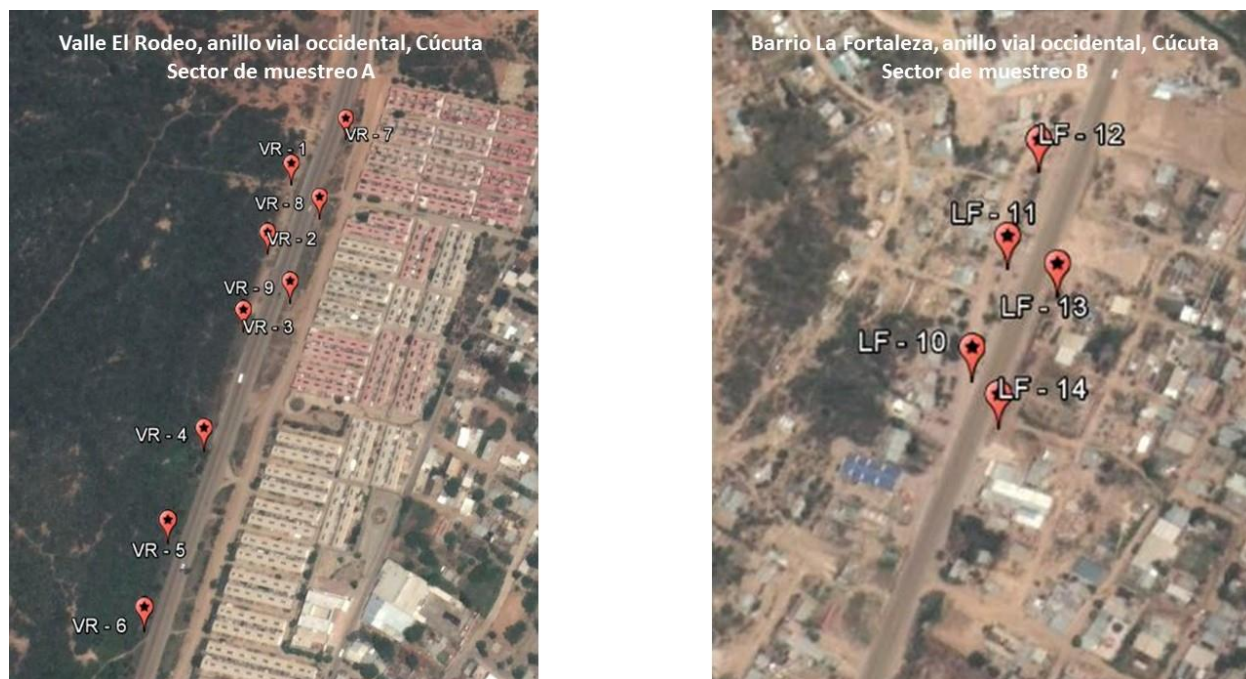 Valle El Rodeo, anillo vial occidental, Cúcuta
Sector de muestreo A
VR - 7
VR - 1
VR - 8
VR - 2
VR - 9
VR - 3
VR - 4
VR - 5
VR - 6
Barrio La Fortaleza, anillo vial occidental, Cúcuta
Sector de muestreo B
LF - 12
LF - 11
LF - 13
LF - 10
LF - 14